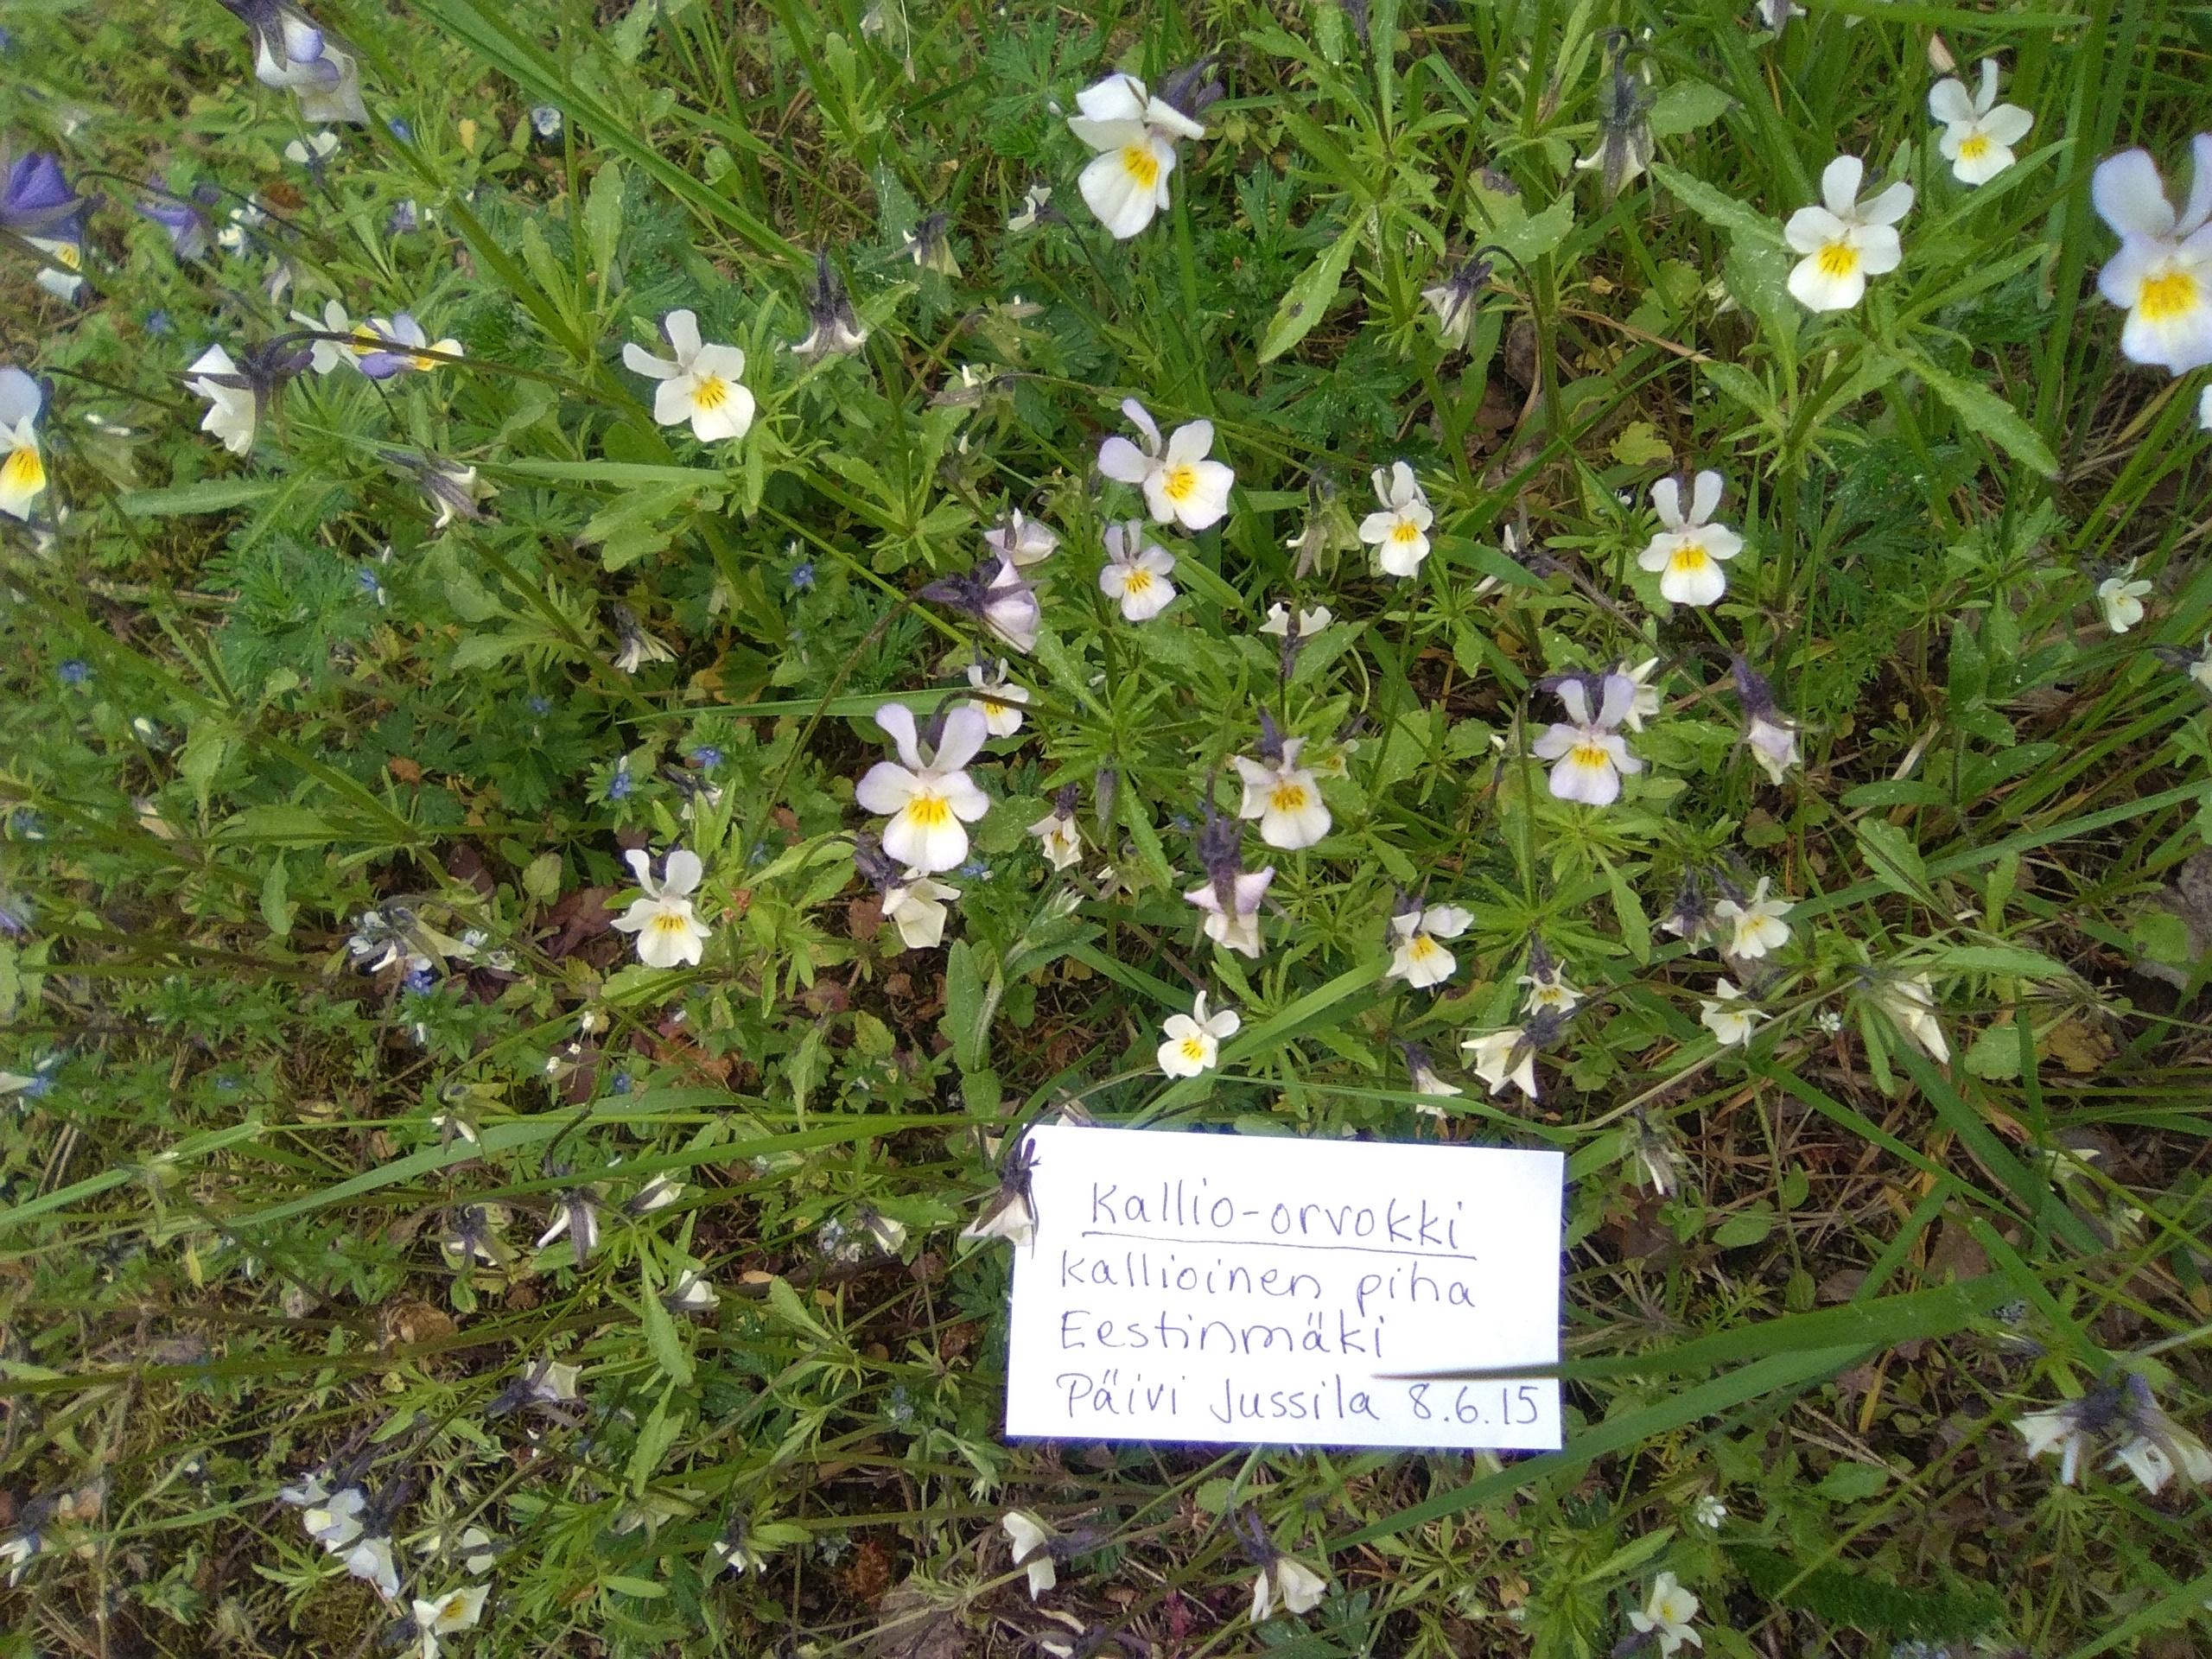 Kallio-orvokki
kallioinen piha
Eestinmäki
Päivi Jussila 8.6.15